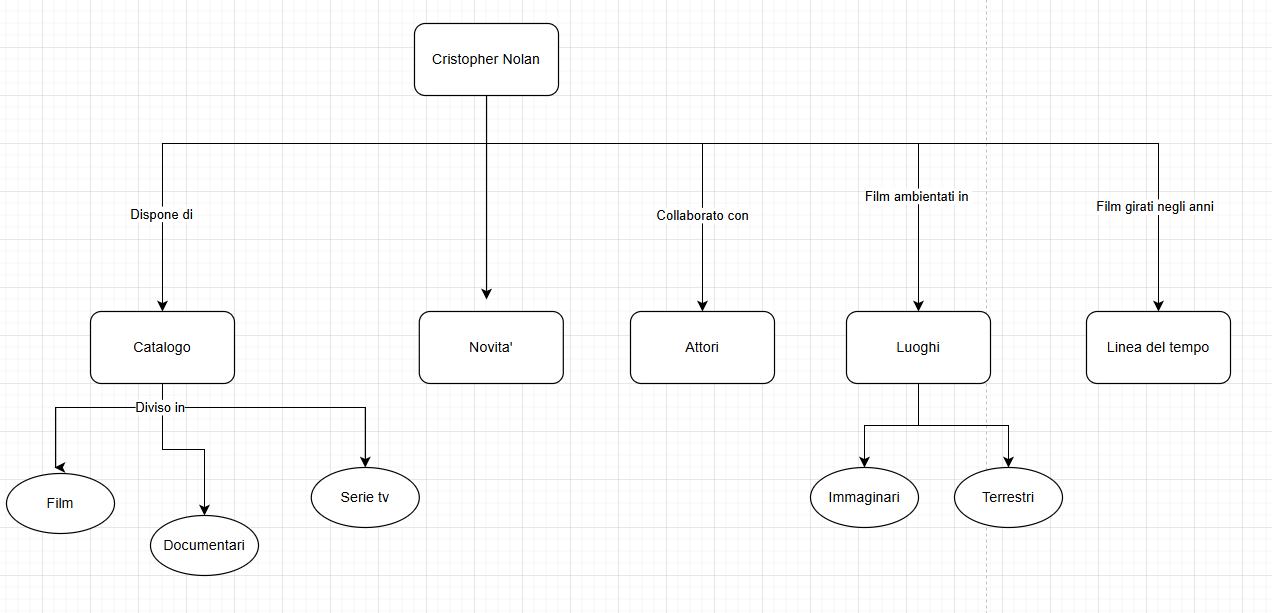 Cristopher Nolan
Dispone di
Collaborato con
Film ambientati in
Film girati negli anni
Catalogo
Novita'
Attori
Luoghi
Linea del tempo
Diviso in
Film
Documentari
Serie tv
Immaginari
Terrestri